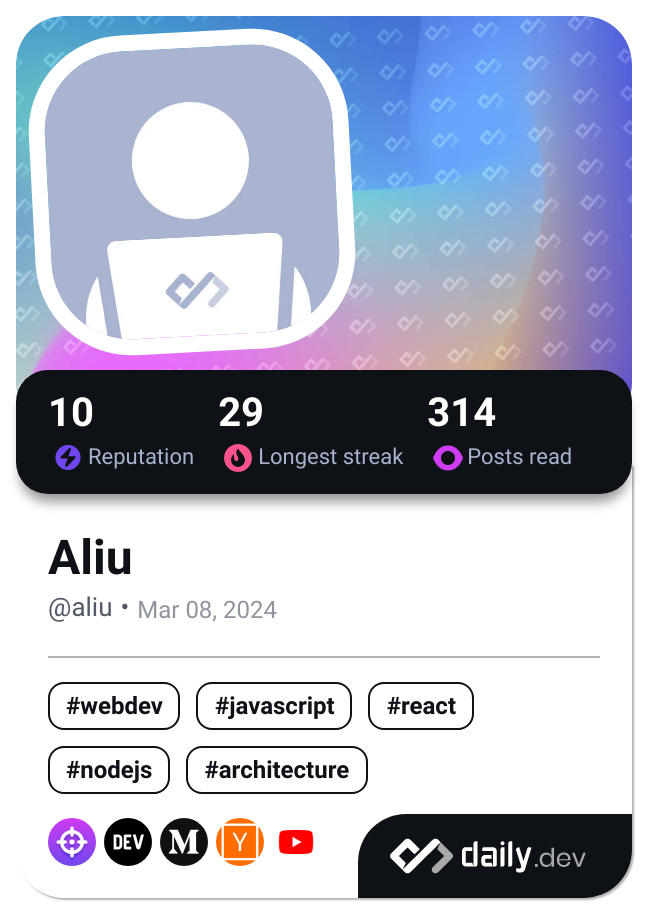 10 29 314
Reputation Longest streak Posts read
Aliu
@aliu • Mar 08, 2024
#webdev #javascript #react
#nodejs #architecture
DEV M Y
daily.dev